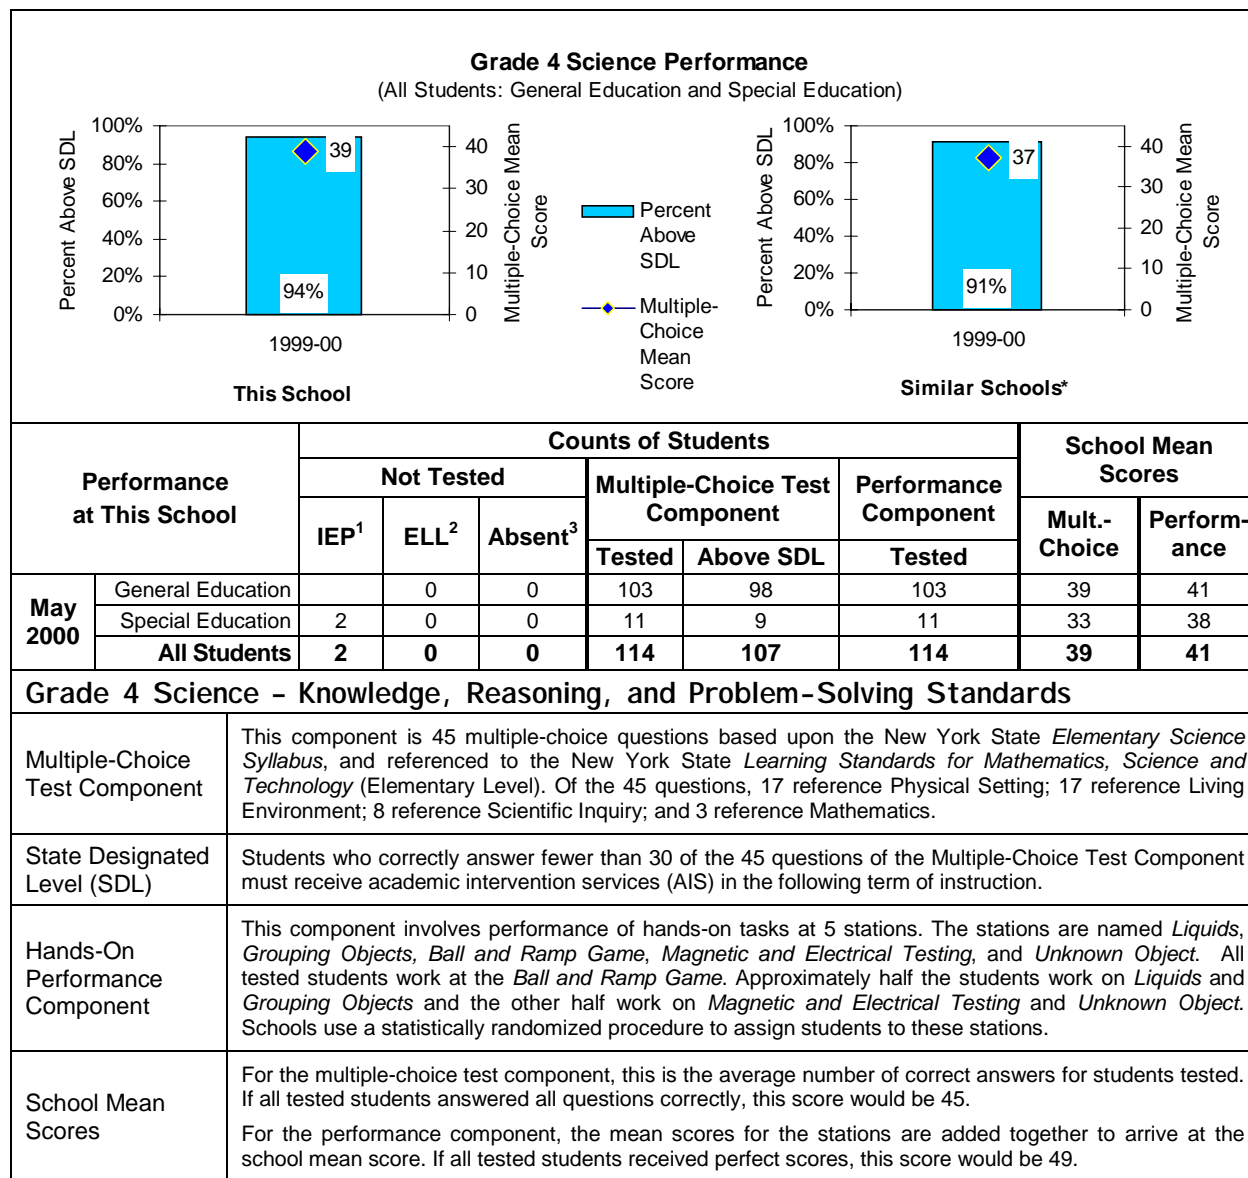 Grade 4 Science Performance
(All Students: General Education and Special Education)
Percent Above SDL
100%
80%
60%
40%
20%
0%
39
94%
1999-00
40
30
20
10
0
Multiple-Choice Mean
Score
This School
Percent
Above
SDL
Multiple-
Choice
Mean
Score
Percent Above SDL
100%
80%
60%
40%
20%
0%
37
91%
1999-00
40
30
20
10
0
Multiple-Choice Mean
Score
Similar Schools*
Performance
at This School
Counts of Students
School Mean
Scores
Not Tested
Multiple-Choice Test
Component
Performance
Component
IEP1 ELL2 Absent3
Mult.-
Choice
Perform-
ance
Tested Above SDL Tested
May
2000
General Education 0 0 103 98 103 39 41
Special Education 2 0 0 11 9 11 33 38
All Students 2 0 0 114 107 114 39 41
Grade 4 Science – Knowledge, Reasoning, and Problem-Solving Standards
Multiple-Choice
Test Component
This component is 45 multiple-choice questions based upon the New York State Elementary Science
Syllabus, and referenced to the New York State Learning Standards for Mathematics, Science and
Technology (Elementary Level). Of the 45 questions, 17 reference Physical Setting; 17 reference Living
Environment; 8 reference Scientific Inquiry; and 3 reference Mathematics.
State Designated
Level (SDL)
Students who correctly answer fewer than 30 of the 45 questions of the Multiple-Choice Test Component
must receive academic intervention services (AIS) in the following term of instruction.
Hands-On
Performance
Component
This component involves performance of hands-on tasks at 5 stations. The stations are named Liquids,
Grouping Objects, Ball and Ramp Game, Magnetic and Electrical Testing, and Unknown Object. All
tested students work at the Ball and Ramp Game. Approximately half the students work on Liquids and
Grouping Objects and the other half work on Magnetic and Electrical Testing and Unknown Object.
Schools use a statistically randomized procedure to assign students to these stations.
School Mean
Scores
For the multiple-choice test component, this is the average number of correct answers for students tested.
If all tested students answered all questions correctly, this score would be 45.
For the performance component, the mean scores for the stations are added together to arrive at the
school mean score. If all tested students received perfect scores, this score would be 49.